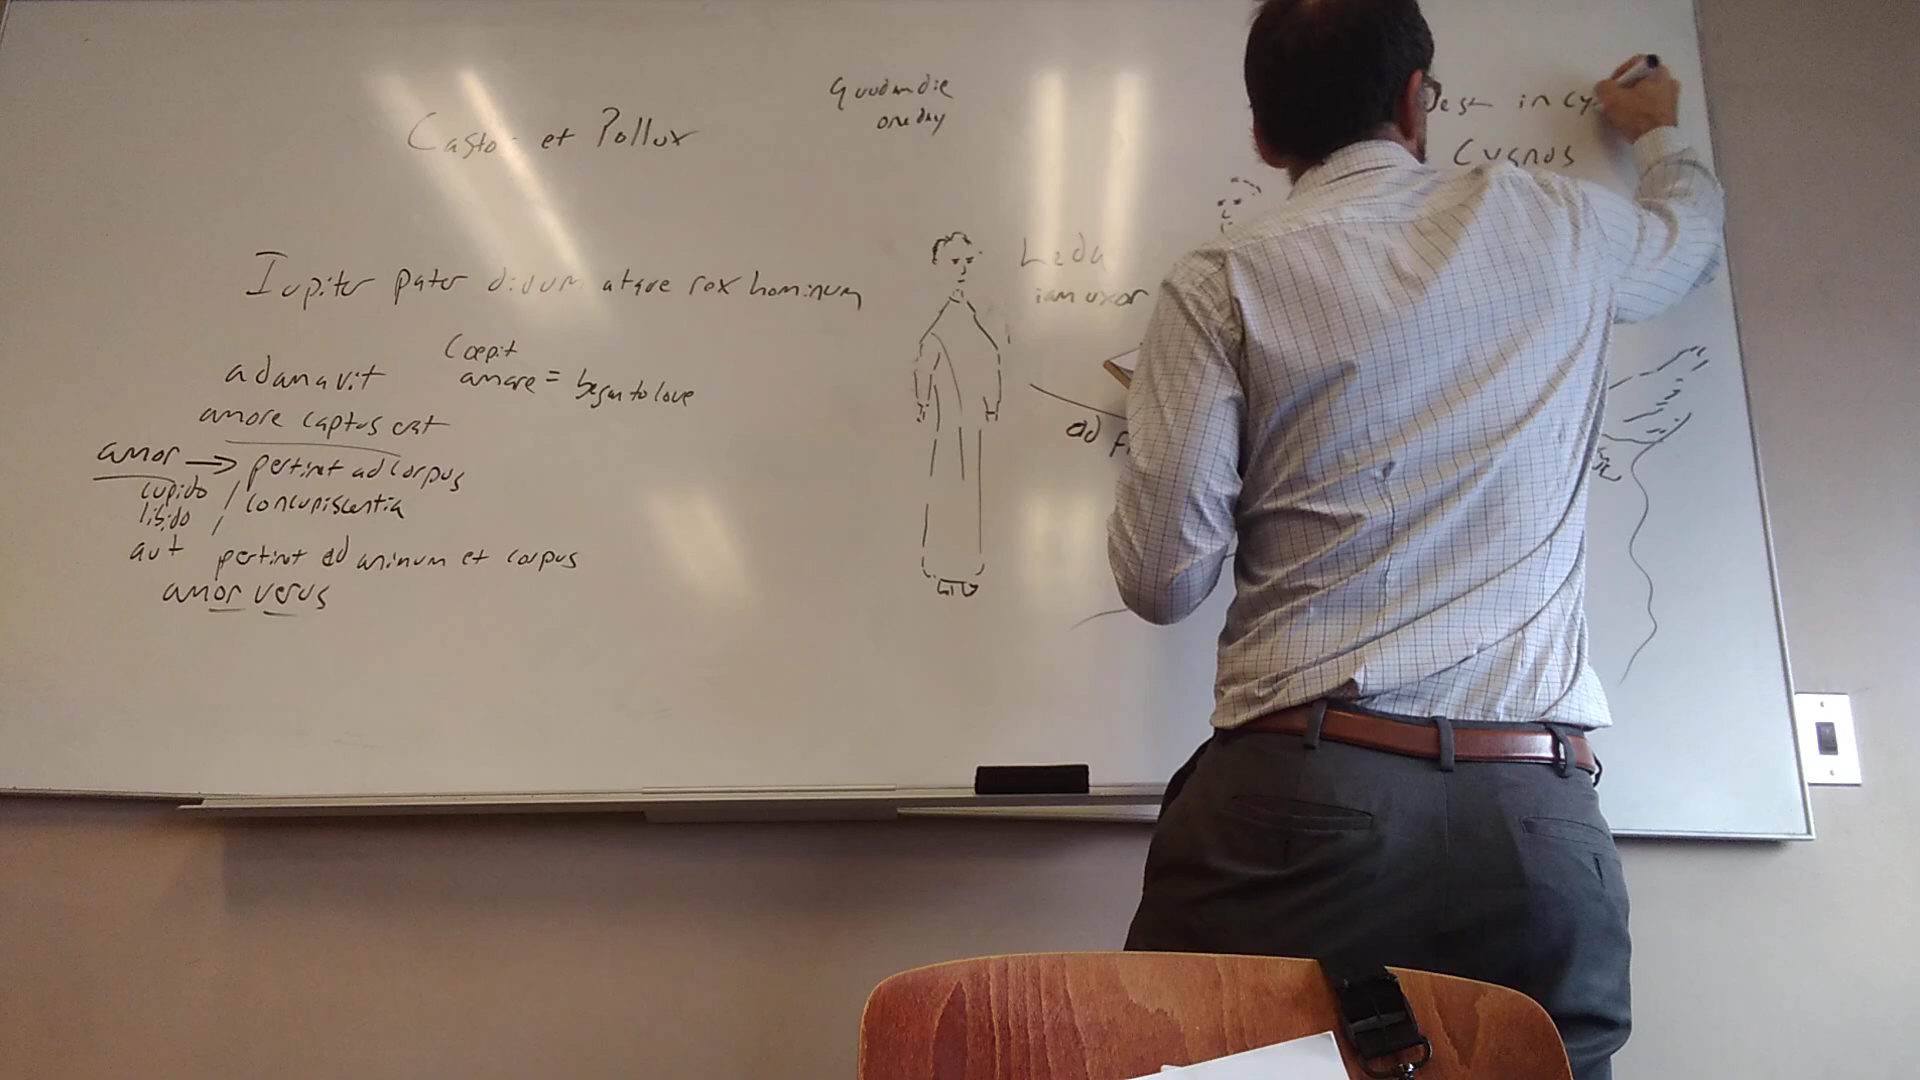 Castor et Pollux
quodam die
one day
Iupiter pater divum atque rex hominum
adamavit
coepit
amare = began to love
amore captus est
amor → pertinet ad corpus
cupido / concupiscentia
libido /
aut pertinet ad animum et corpus
amor verus
Leda
iam uxor
ad
est in cy
Cygnus